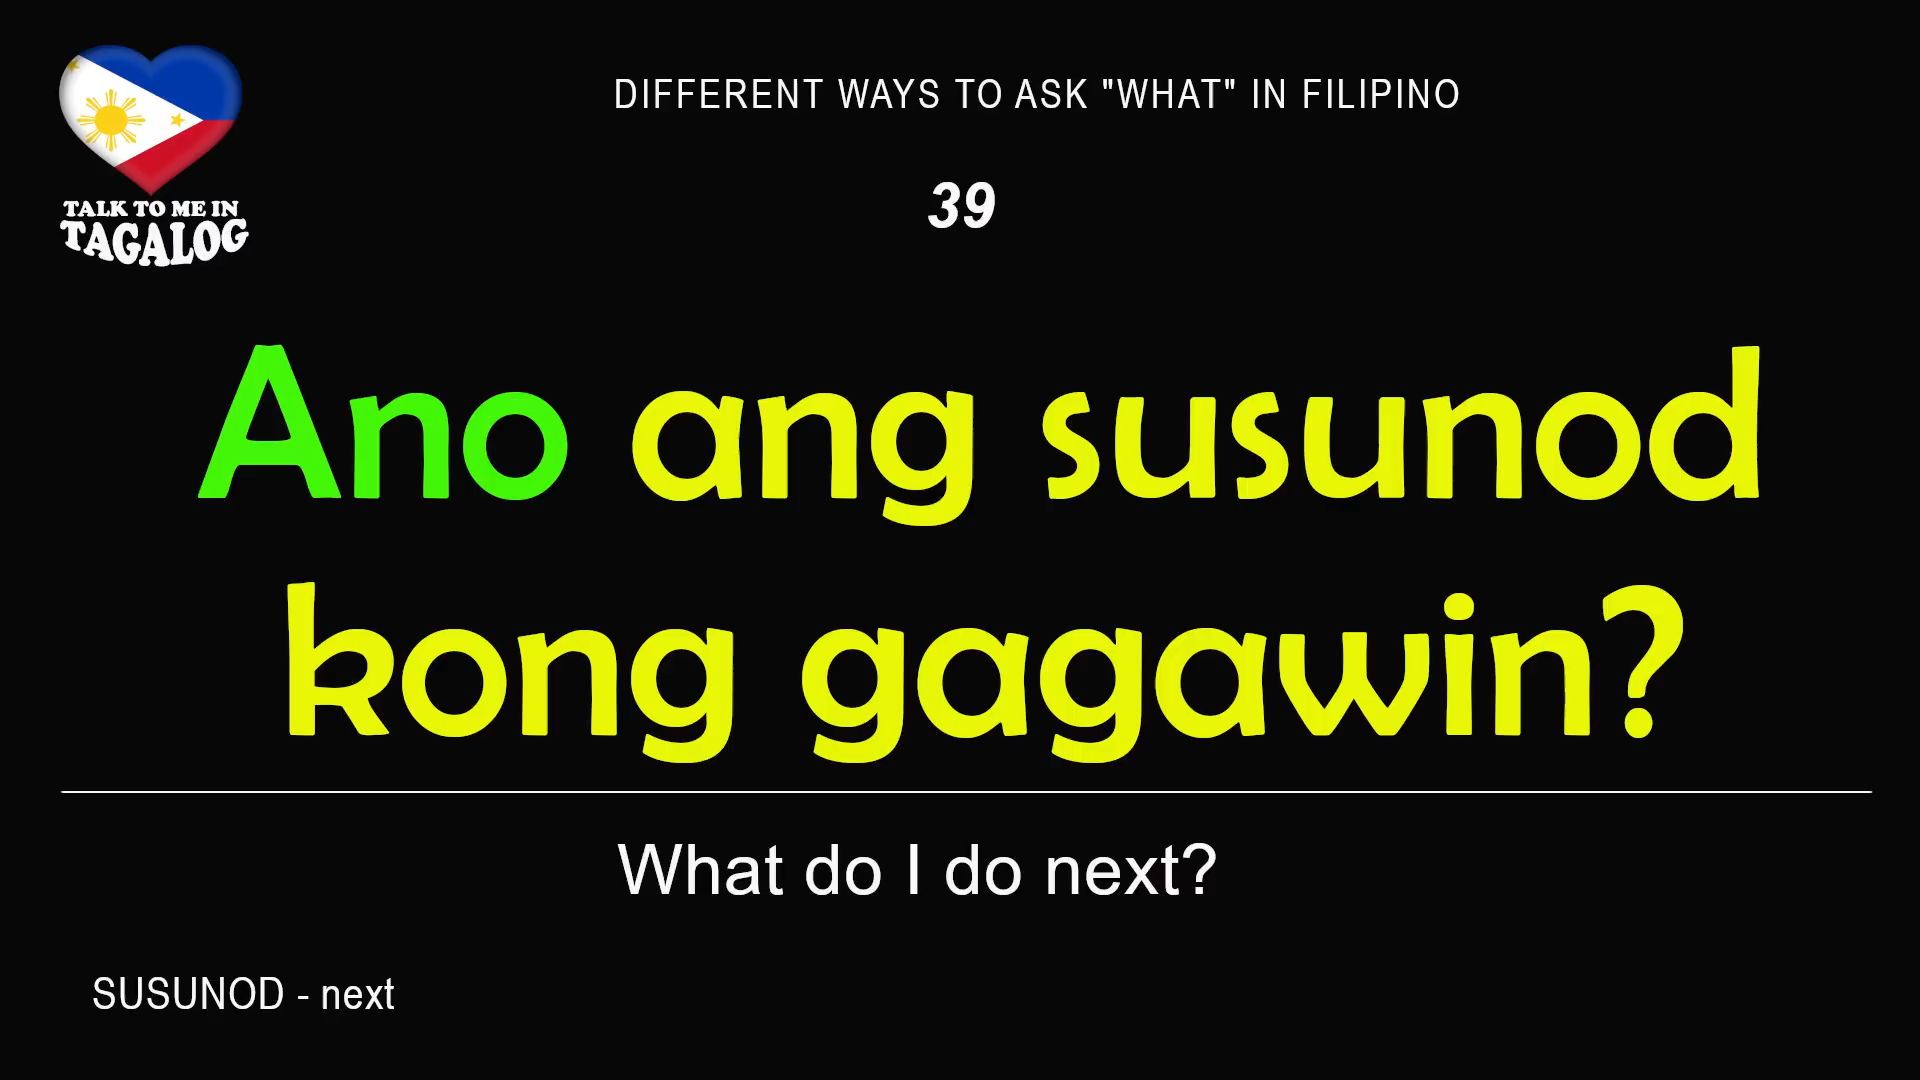 TALK TO ME IN
TAGALOG
DIFFERENT WAYS TO ASK "WHAT" IN FILIPINO
39
Ano ang susunod
kong gagawin?
What do I do next?
SUSUNOD - next